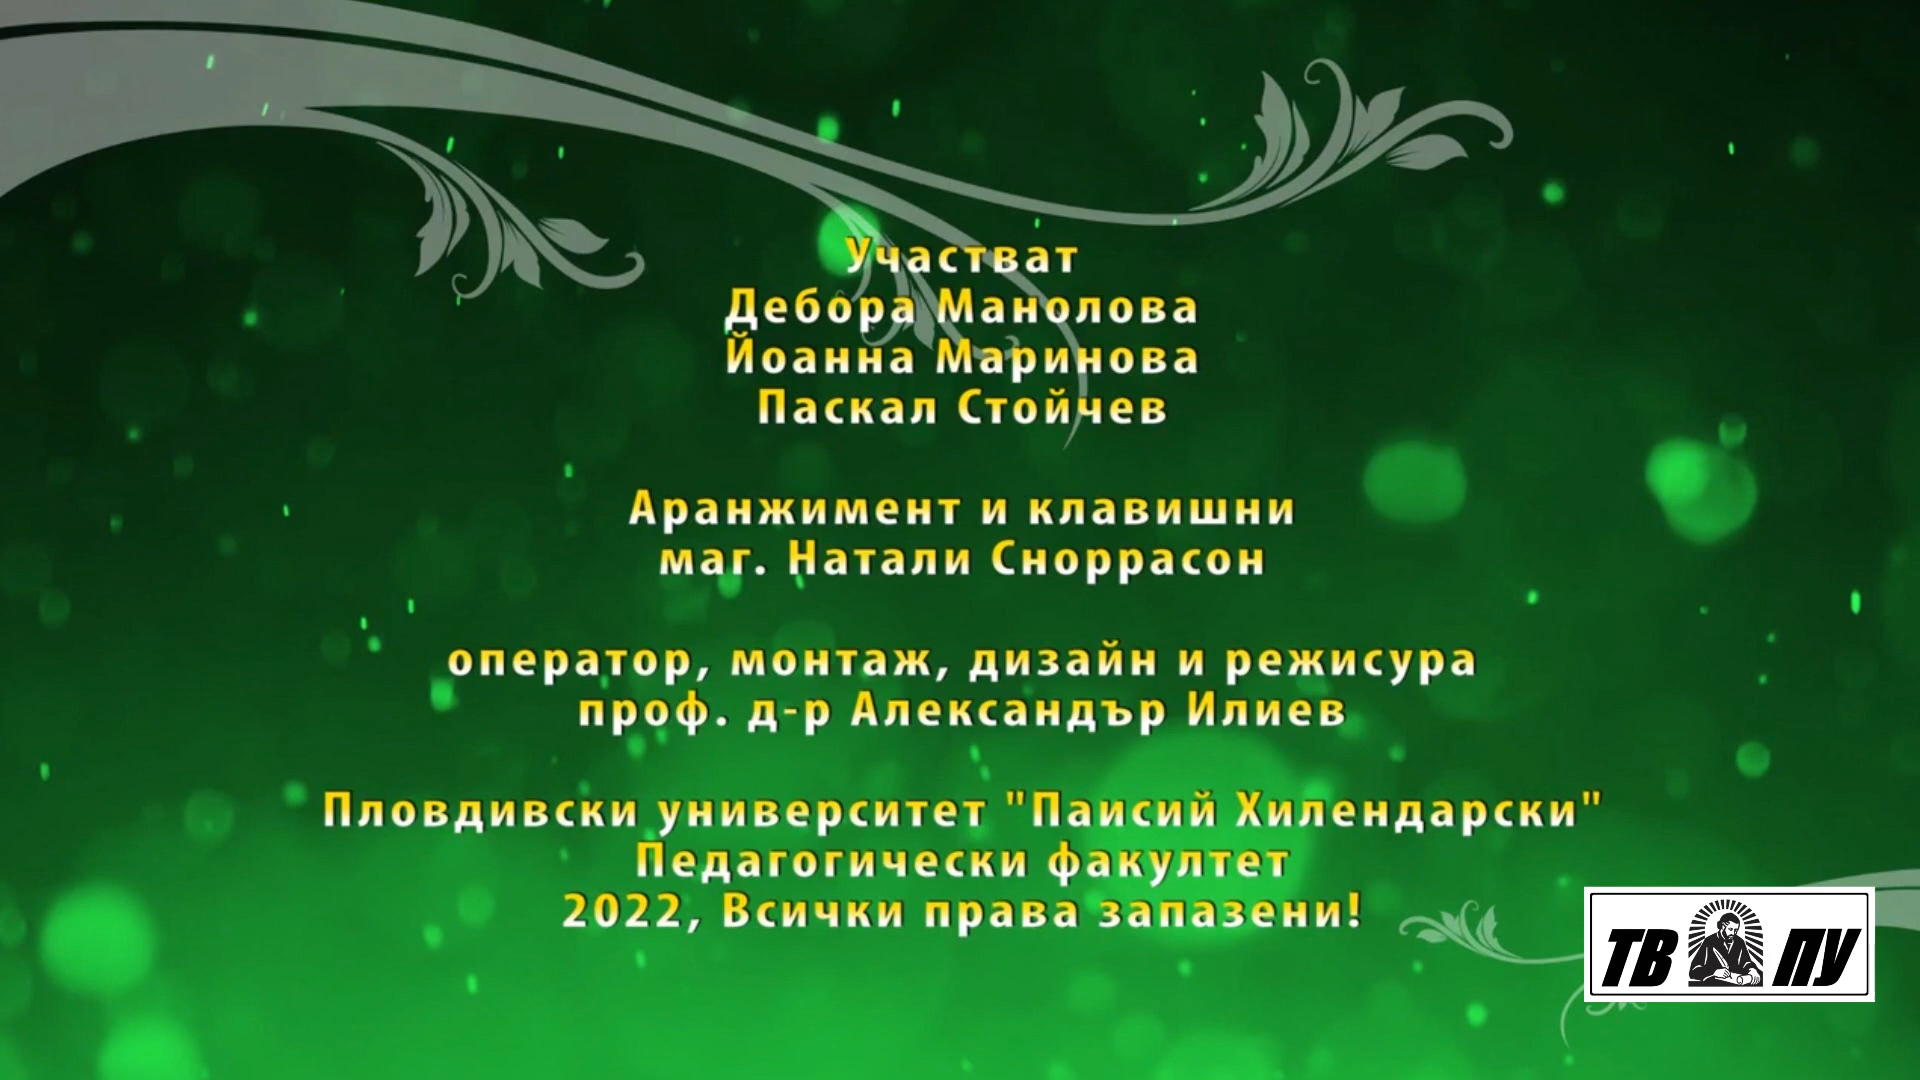 Участват
Дебора Манолова
Йоанна Маринова
Паскал Стойчев
Аранжимент и клавишни
маг. Натали Сноррасон
оператор, монтаж, дизайн и режисура
проф. д-р Александър Илиев
Пловдивски университет "Паисий Хилендарски"
Педагогически факултет
2022, Всички права запазени!
ТВ ПУ